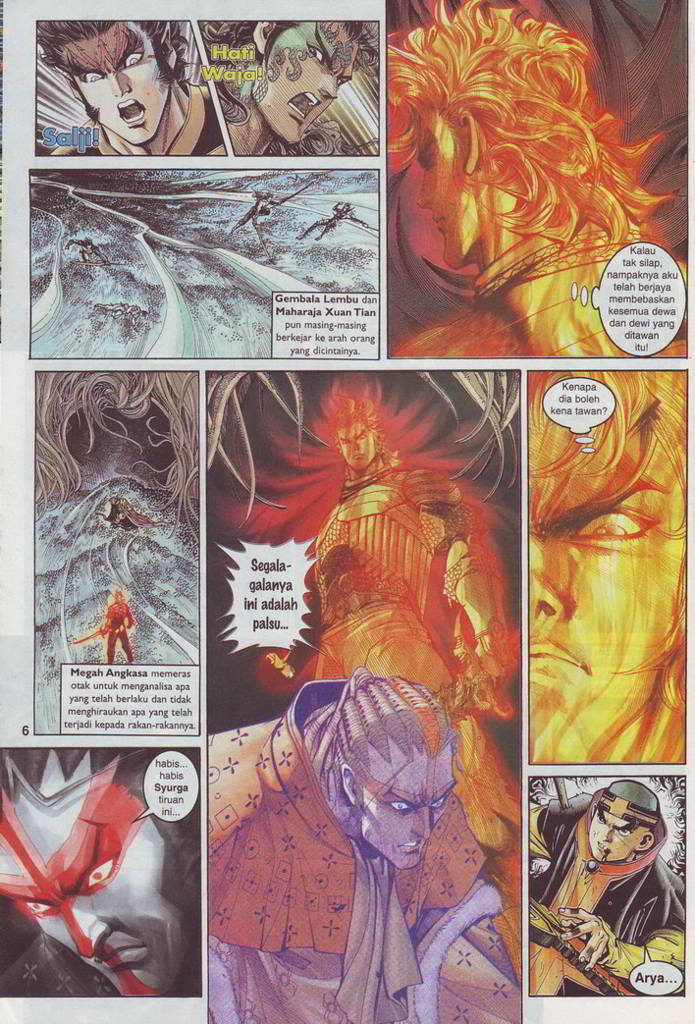 Salji!
Hati
Waja!
Kalau
tak silap,
nampaknya aku
telah berjaya
membebaskan
kesemua dewa
dan dewi yang
ditawan
itu!
Gembala Lembu dan
Maharaja Xuan Tian
pun masing-masing
berkejar ke arah orang
yang dicintainya.
Megah Angkasa memeras
otak untuk menganalisa apa
yang telah berlaku dan tidak
menghiraukan apa yang telah
terjadi kepada rakan-rakannya.
Segala-
galanya
ini adalah
palsu...
Kenapa
dia boleh
kena tawan?
6
habis...
habis
Syurga
tiruan
ini...
Arya...